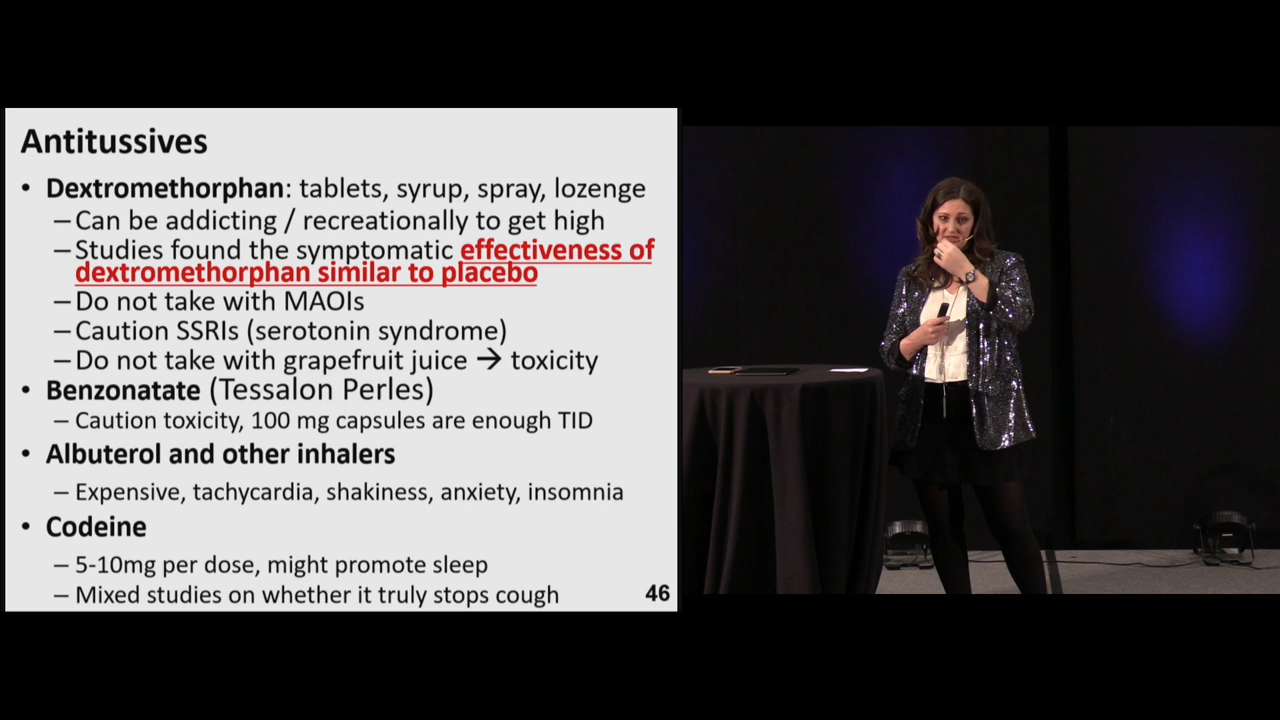 Antitussives
• Dextromethorphan: tablets, syrup, spray, lozenge
– Can be addicting / recreationally to get high
– Studies found the symptomatic effectiveness of
dextromethorphan similar to placebo
– Do not take with MAOIs
– Caution SSRIs (serotonin syndrome)
– Do not take with grapefruit juice → toxicity
• Benzonatate (Tessalon Perles)
– Caution toxicity, 100 mg capsules are enough TID
• Albuterol and other inhalers
– Expensive, tachycardia, shakiness, anxiety, insomnia
• Codeine
– 5-10mg per dose, might promote sleep
– Mixed studies on whether it truly stops cough
46